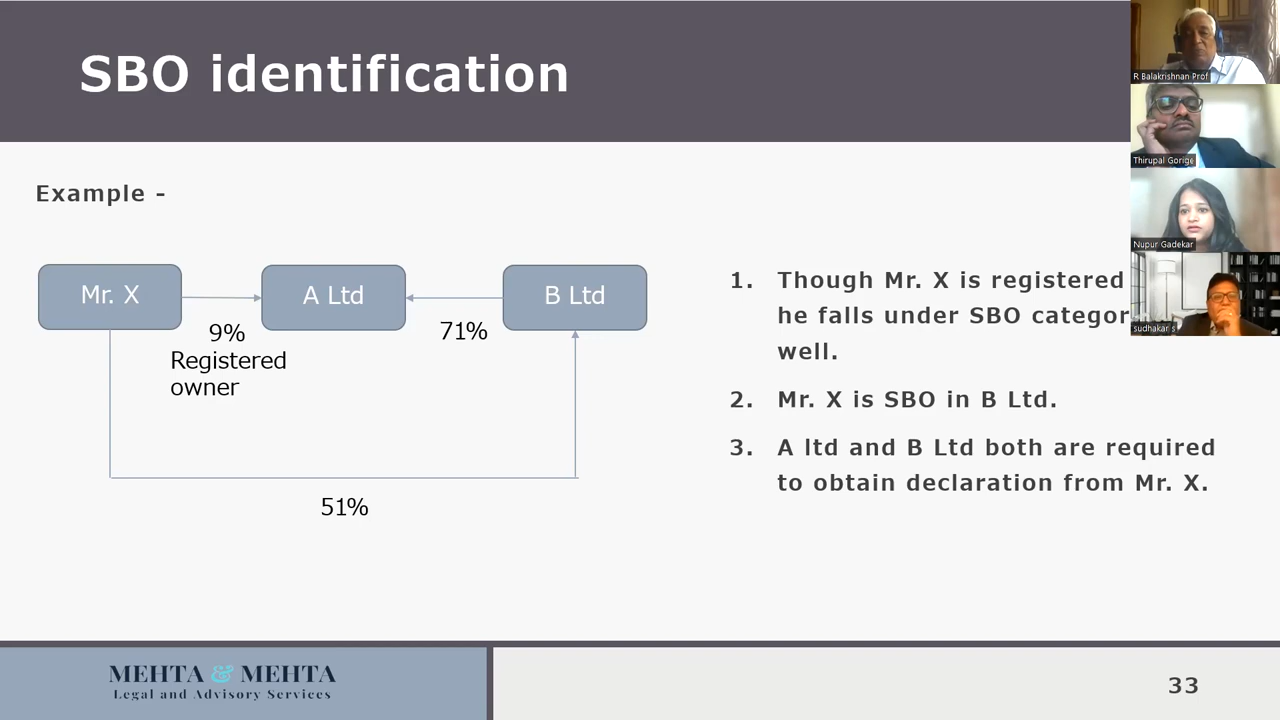 SBO identification
R Balakrishnan Prof
Thirupal Gorige
Nupur Gadekar
sudhakar s
Example -
Mr. X
A Ltd
B Ltd
9%
Registered
owner
71%
51%
1. Though Mr. X is registered
he falls under SBO categor
well.
2. Mr. X is SBO in B Ltd.
3. A ltd and B Ltd both are required
to obtain declaration from Mr. X.
MEHTA & MEHTA
Legal and Advisory Services
33